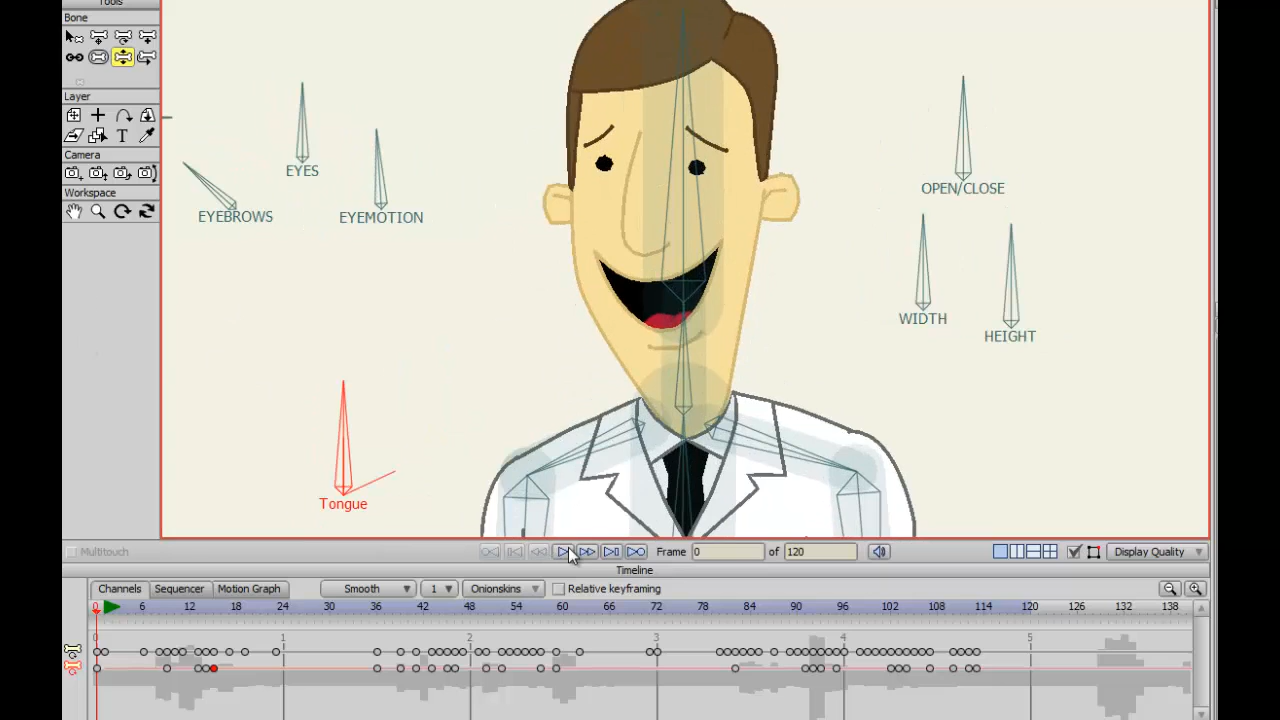 Tools
Bone
Layer
T
Camera
Workspace
EYES
EYEBROWS
EYEMOTION
OPEN/CLOSE
WIDTH
HEIGHT
Tongue
Multitouch
Frame 0 of 120
Display Quality
Timeline
Channels Sequencer Motion Graph Smooth 1 Onionskins Relative keyframing
0 6 12 18 24 30 36 42 48 54 60 66 72 78 84 90 96 102 108 114 120 126 132 138
0 1 2 3 4 5